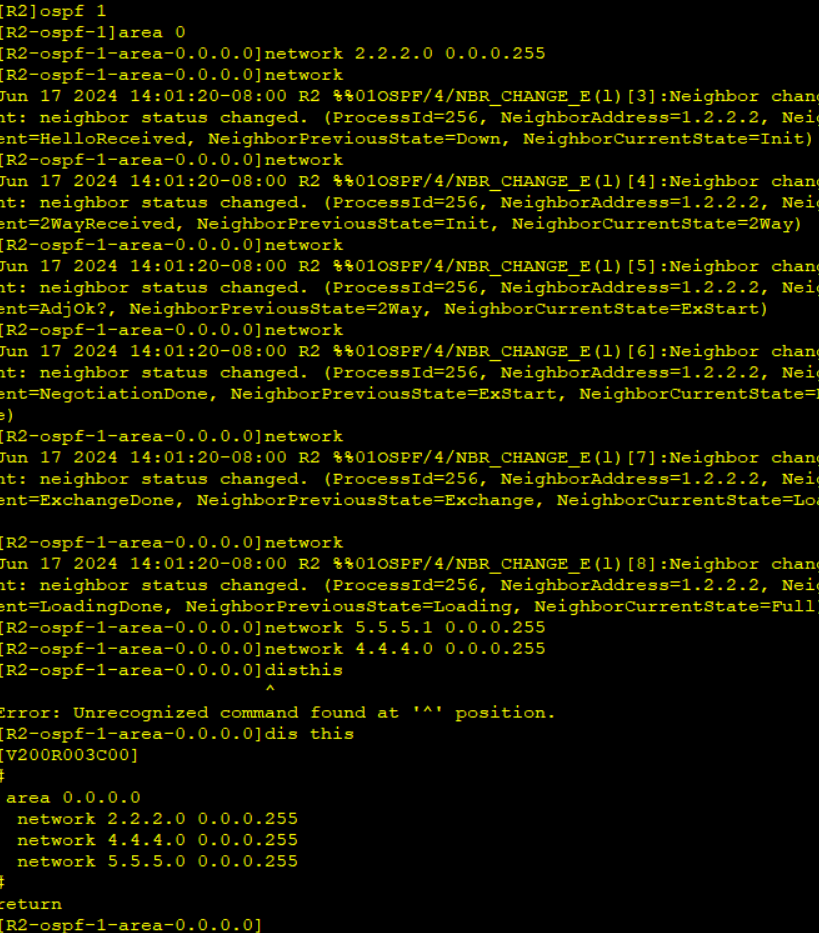 [R2]ospf 1
[R2-ospf-1]area 0
[R2-ospf-1-area-0.0.0.0]network 2.2.2.0 0.0.0.255
[R2-ospf-1-area-0.0.0.0]network
Jun 17 2024 14:01:20-08:00 R2 %%01OSPF/4/NBR_CHANGE_E(l)[3]:Neighbor chang
nt: neighbor status changed. (ProcessId=256, NeighborAddress=1.2.2.2, Nei
ent=HelloReceived, NeighborPreviousState=Down, NeighborCurrentState=Init)
[R2-ospf-1-area-0.0.0.0]network
Jun 17 2024 14:01:20-08:00 R2 %%01OSPF/4/NBR_CHANGE_E(l)[4]:Neighbor chang
nt: neighbor status changed. (ProcessId=256, NeighborAddress=1.2.2.2, Nei
ent=2WayReceived, NeighborPreviousState=Init, NeighborCurrentState=2Way)
[R2-ospf-1-area-0.0.0.0]network
Jun 17 2024 14:01:20-08:00 R2 %%01OSPF/4/NBR_CHANGE_E(l)[5]:Neighbor chang
nt: neighbor status changed. (ProcessId=256, NeighborAddress=1.2.2.2, Nei
ent=AdjOk?, NeighborPreviousState=2Way, NeighborCurrentState=ExStart)
[R2-ospf-1-area-0.0.0.0]network
Jun 17 2024 14:01:20-08:00 R2 %%01OSPF/4/NBR_CHANGE_E(l)[6]:Neighbor chang
nt: neighbor status changed. (ProcessId=256, NeighborAddress=1.2.2.2, Nei
ent=NegotiationDone, NeighborPreviousState=ExStart, NeighborCurrentState=
e)
[R2-ospf-1-area-0.0.0.0]network
Jun 17 2024 14:01:20-08:00 R2 %%01OSPF/4/NBR_CHANGE_E(l)[7]:Neighbor chang
nt: neighbor status changed. (ProcessId=256, NeighborAddress=1.2.2.2, Nei
ent=ExchangeDone, NeighborPreviousState=Exchange, NeighborCurrentState=Loa
[R2-ospf-1-area-0.0.0.0]network
Jun 17 2024 14:01:20-08:00 R2 %%01OSPF/4/NBR_CHANGE_E(l)[8]:Neighbor chang
nt: neighbor status changed. (ProcessId=256, NeighborAddress=1.2.2.2, Nei
ent=LoadingDone, NeighborPreviousState=Loading, NeighborCurrentState=Full)
[R2-ospf-1-area-0.0.0.0]network 5.5.5.1 0.0.0.255
[R2-ospf-1-area-0.0.0.0]network 4.4.4.0 0.0.0.255
[R2-ospf-1-area-0.0.0.0]disthis
^
Error: Unrecognized command found at '^' position.
[R2-ospf-1-area-0.0.0.0]dis this
[V200R003C00]
#
area 0.0.0.0
network 2.2.2.0 0.0.0.255
network 4.4.4.0 0.0.0.255
network 5.5.5.0 0.0.0.255
#
return
[R2-ospf-1-area-0.0.0.0]